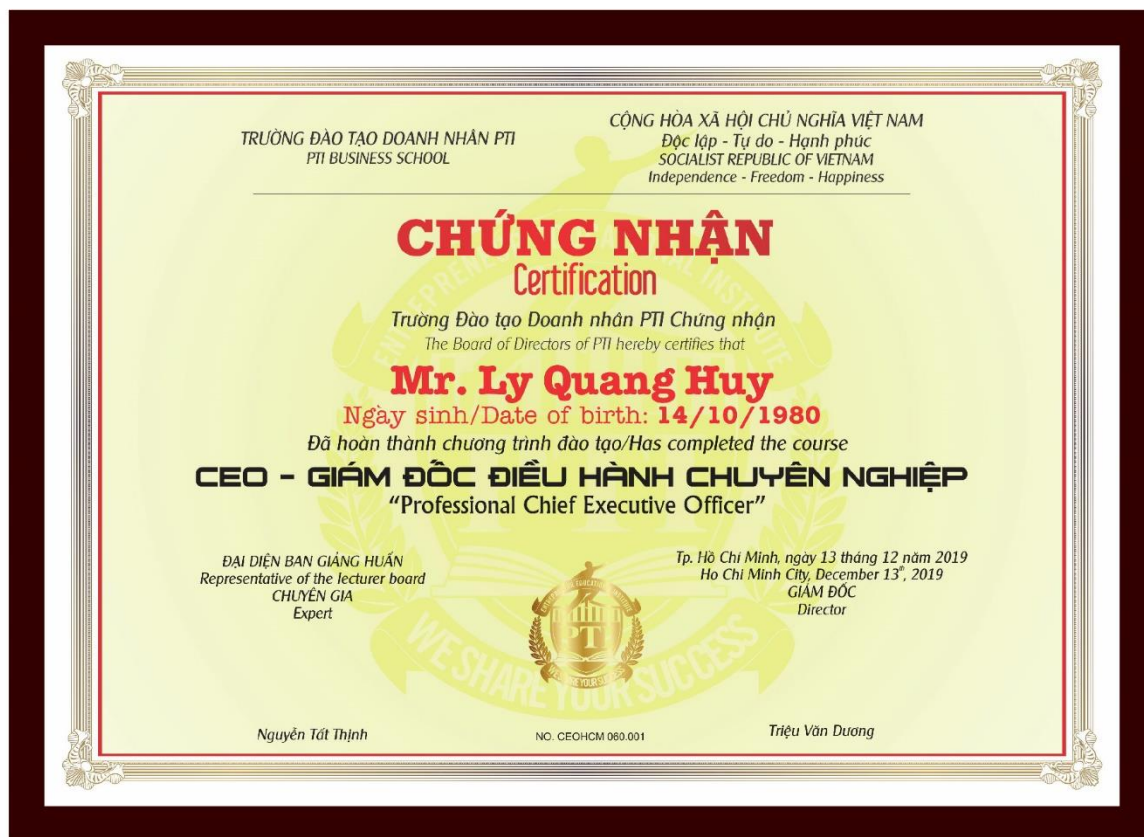 TRƯỜNG ĐÀO TẠO DOANH NHÂN PTI
PTI BUSINESS SCHOOL
CỘNG HÒA XÃ HỘI CHỦ NGHĨA VIỆT NAM
Độc lập - Tự do - Hạnh phúc
SOCIALIST REPUBLIC OF VIETNAM
Independence - Freedom - Happiness
CHỨNG NHẬN
Certification
Trường Đào tạo Doanh nhân PTI Chứng nhận
The Board of Directors of PTI hereby certifies that
Mr. Ly Quang Huy
Ngày sinh/Date of birth: 14/10/1980
Đã hoàn thành chương trình đào tạo/Has completed the course
CEO - GIÁM ĐỐC ĐIỀU HÀNH CHUYÊN NGHIỆP
“Professional Chief Executive Officer”
ĐẠI DIỆN BAN GIẢNG HUẤN
Representative of the lecturer board
CHUYÊN GIA
Expert
Tp. Hồ Chí Minh, ngày 13 tháng 12 năm 2019
Ho Chi Minh City, December 13th, 2019
GIÁM ĐỐC
Director
PTI
WE SHARE YOUR SUCCESS
Nguyễn Tất Thịnh
NO. CEOHCM 060.001
Triệu Văn Dương